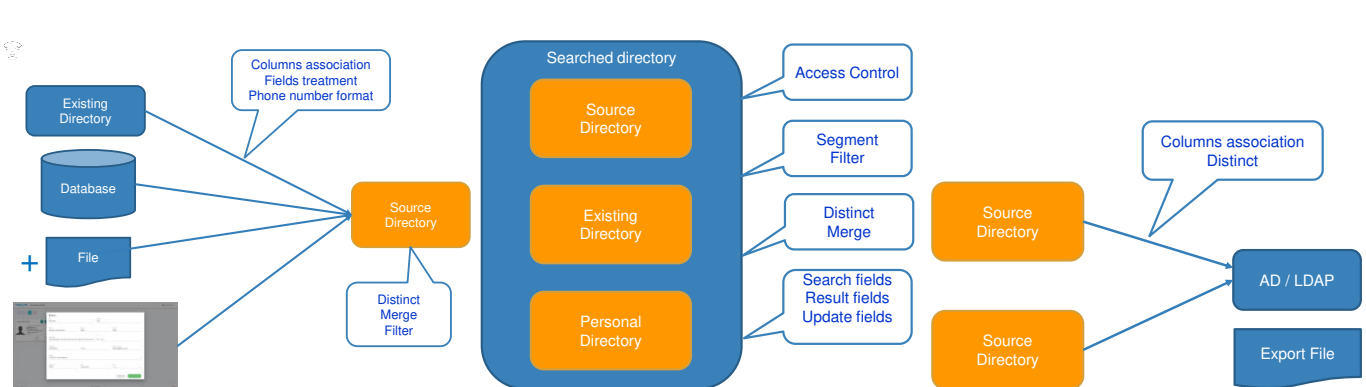 Existing
Directory
Database
+
File
Columns association
Fields treatment
Phone number format
Source
Directory
Distinct
Merge
Filter
Searched directory
Source
Directory
Existing
Directory
Personal
Directory
Access Control
Segment
Filter
Distinct
Merge
Search fields
Result fields
Update fields
Source
Directory
Source
Directory
Columns association
Distinct
AD / LDAP
Export File